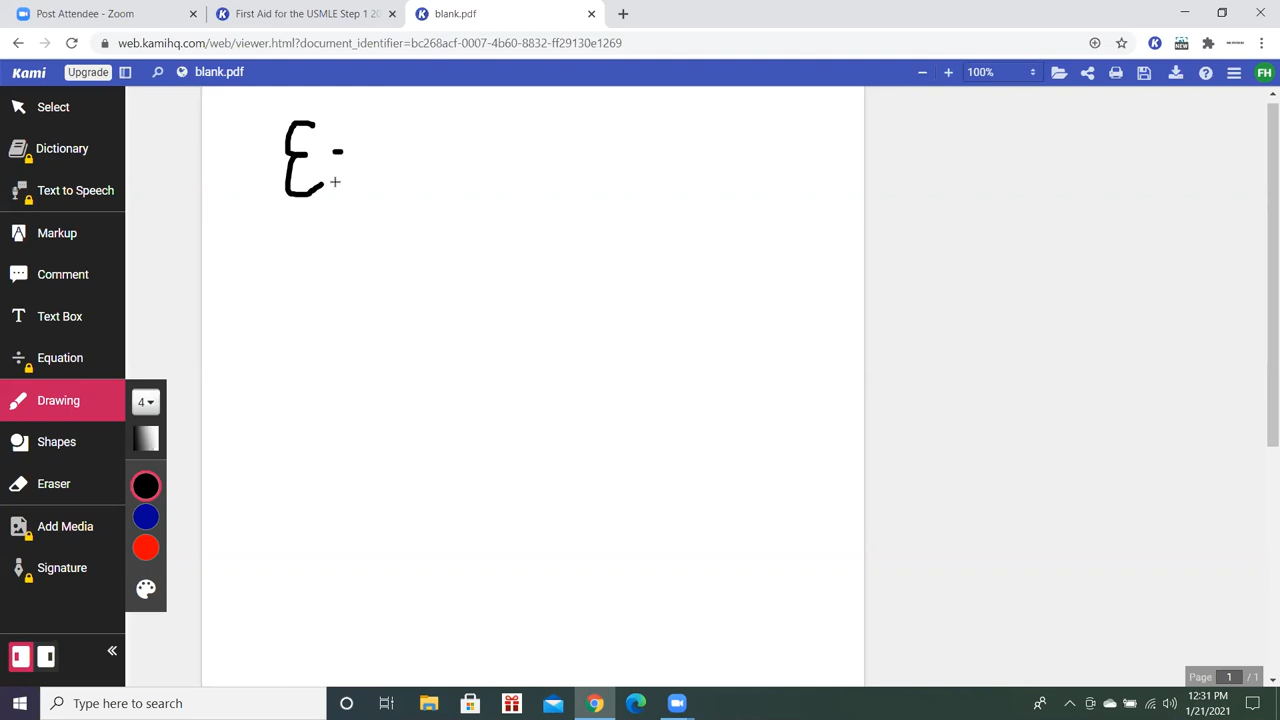 Post Attendee - Zoom
First Aid for the USMLE Step 1 20
blank.pdf
web.kamihq.com/web/viewer.html?document_identifier=bc268acf-0007-4b60-8832-ff29130e1269
NEW
Kami
Upgrade
blank.pdf
100%
FH
Select
Dictionary
Text to Speech
Markup
Comment
Text Box
Equation
Drawing
Shapes
Eraser
Add Media
Signature
4
E -
Page 1 / 1
Type here to search
12:31 PM
1/21/2021